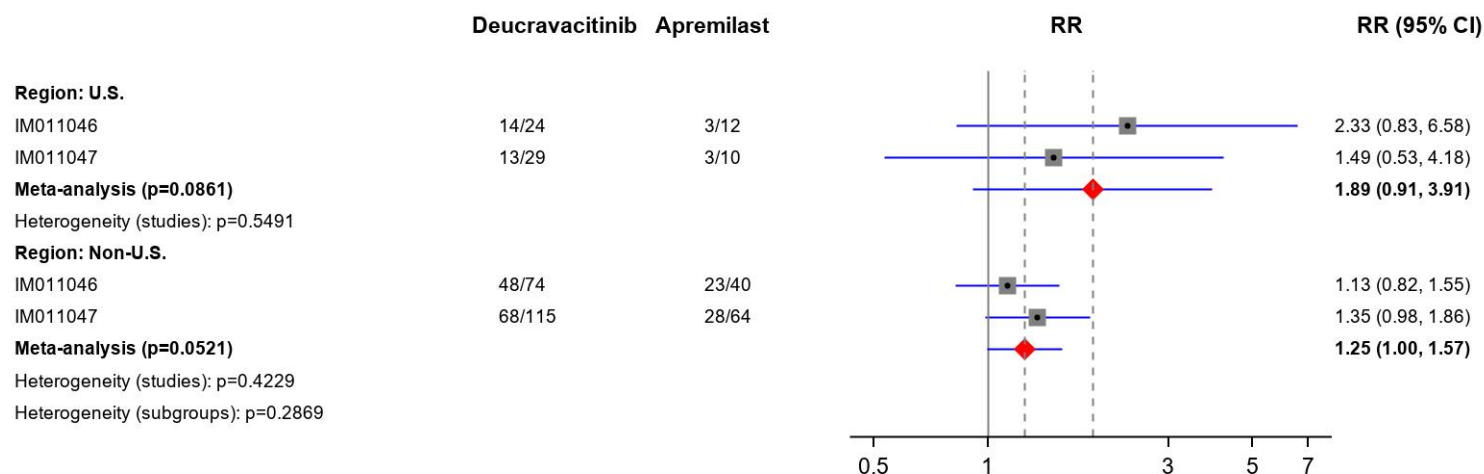 Deucravacitinib Apremilast RR RR (95% CI)
Region: U.S.
IM011046 14/24 3/12 2.33 (0.83, 6.58)
IM011047 13/29 3/10 1.49 (0.53, 4.18)
Meta-analysis (p=0.0861) 1.89 (0.91, 3.91)
Heterogeneity (studies): p=0.5491
Region: Non-U.S.
IM011046 48/74 23/40 1.13 (0.82, 1.55)
IM011047 68/115 28/64 1.35 (0.98, 1.86)
Meta-analysis (p=0.0521) 1.25 (1.00, 1.57)
Heterogeneity (studies): p=0.4229
Heterogeneity (subgroups): p=0.2869
0.5 1 3 5 7